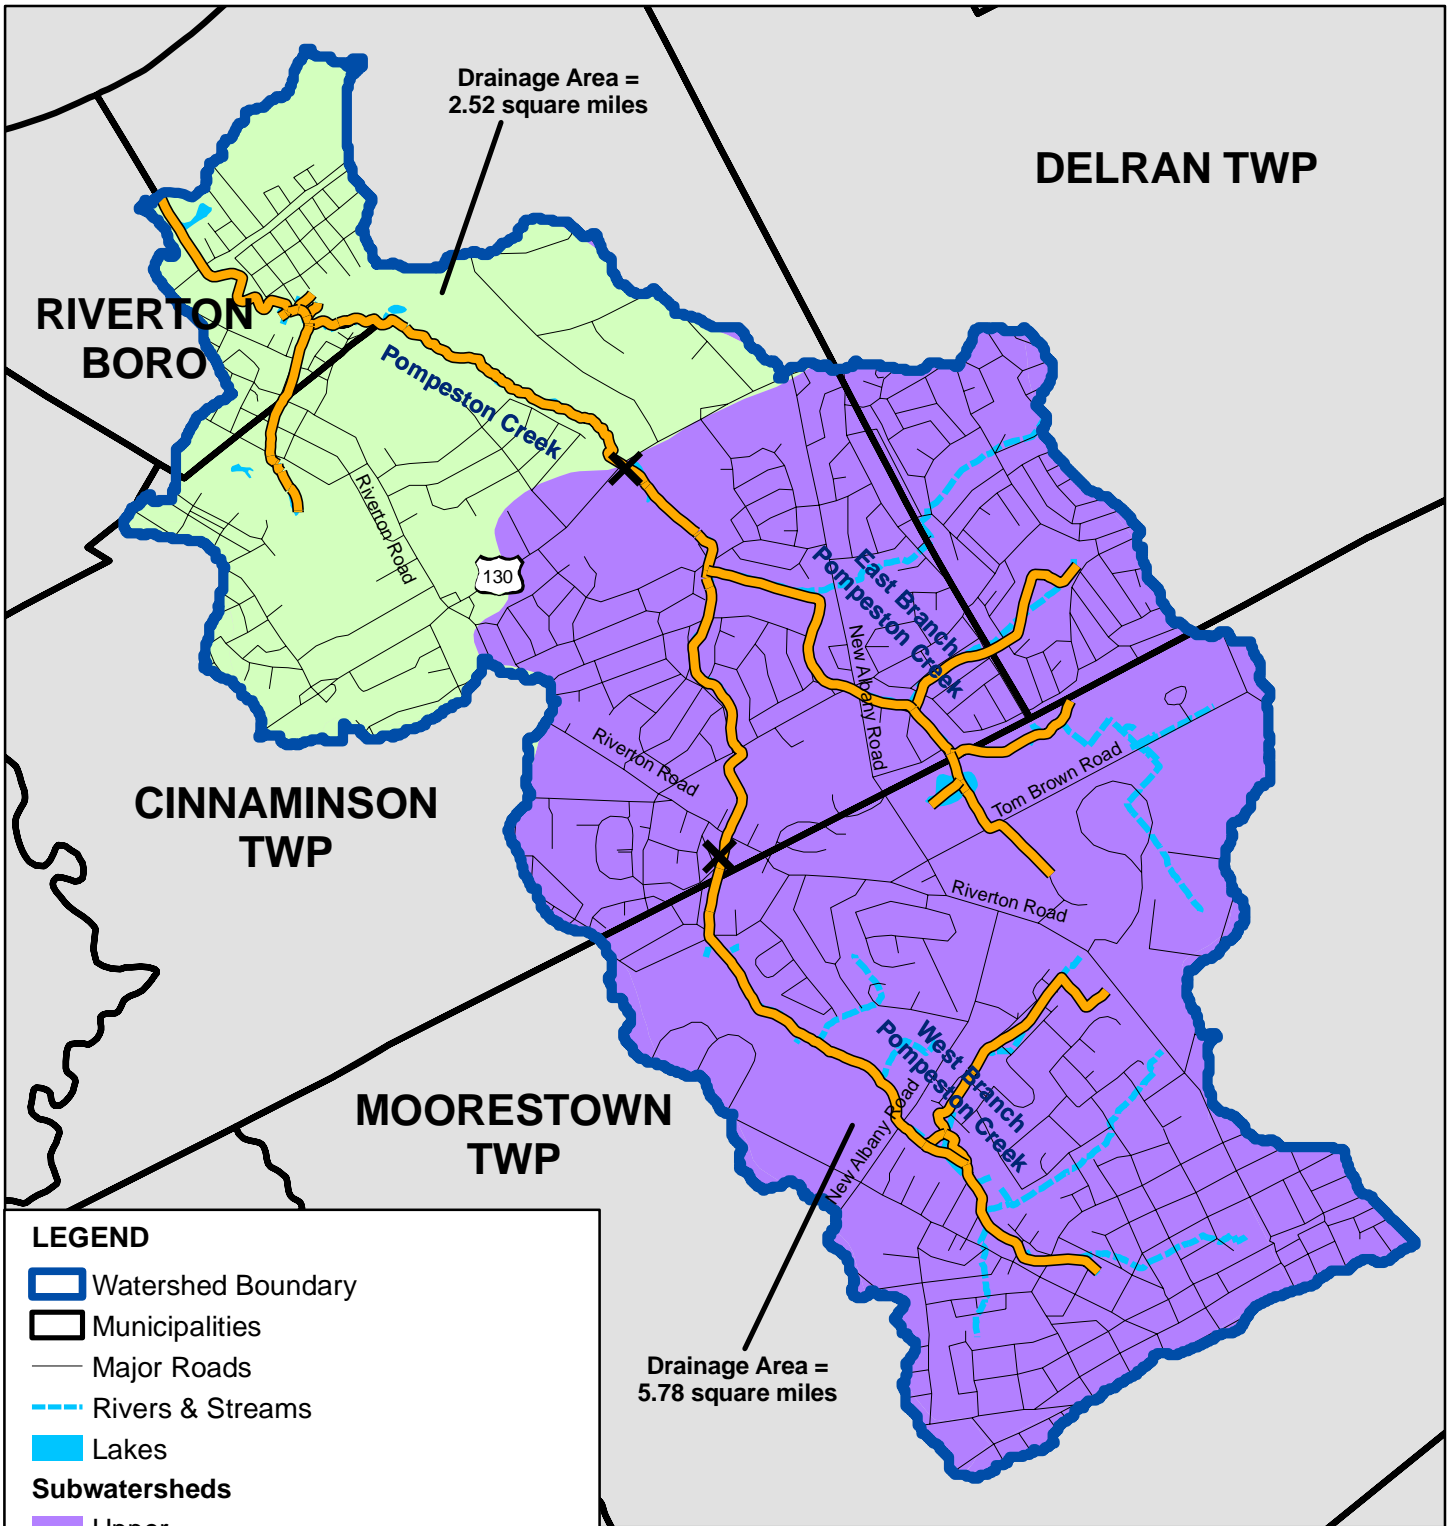 Drainage Area =
2.52 square miles
DELRAN TWP
RIVERTON
BORO
Pompeston Creek
Riverton Road
130
East Branch
Pompeston Creek
New Albany Road
Riverton Road
Tom Brown Road
CINNAMINSON
TWP
Riverton Road
West Branch
Pompeston Creek
New Albany Road
MOORESTOWN
TWP
Drainage Area =
5.78 square miles
LEGEND
Watershed Boundary
Municipalities
Major Roads
Rivers & Streams
Lakes
Subwatersheds
Upper